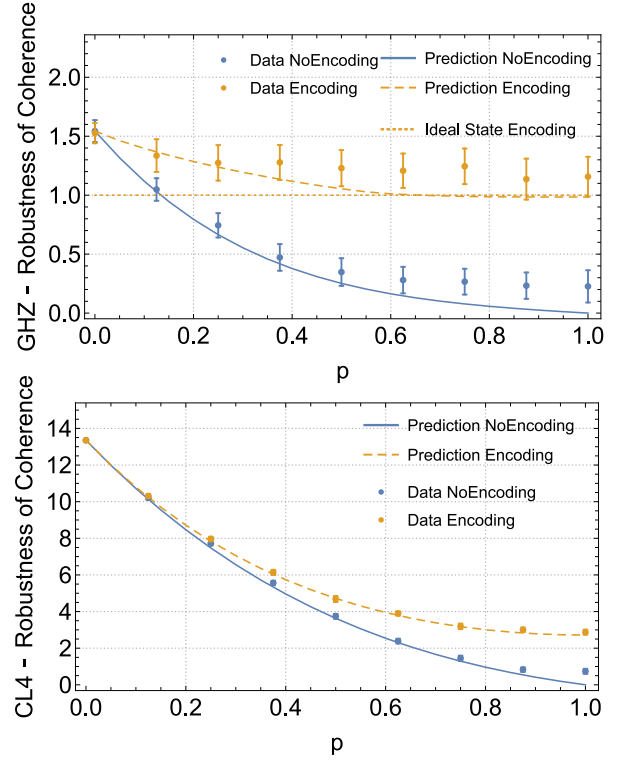 Data NoEncoding
Prediction NoEncoding
Data Encoding
Prediction Encoding
Ideal State Encoding
GHZ - Robustness of Coherence
2.0
1.5
1.0
0.5
0.0
0.0 0.2 0.4 0.6 0.8 1.0
p
Prediction NoEncoding
Prediction Encoding
Data NoEncoding
Data Encoding
CL4 - Robustness of Coherence
14
12
10
8
6
4
2
0
0.0 0.2 0.4 0.6 0.8 1.0
p